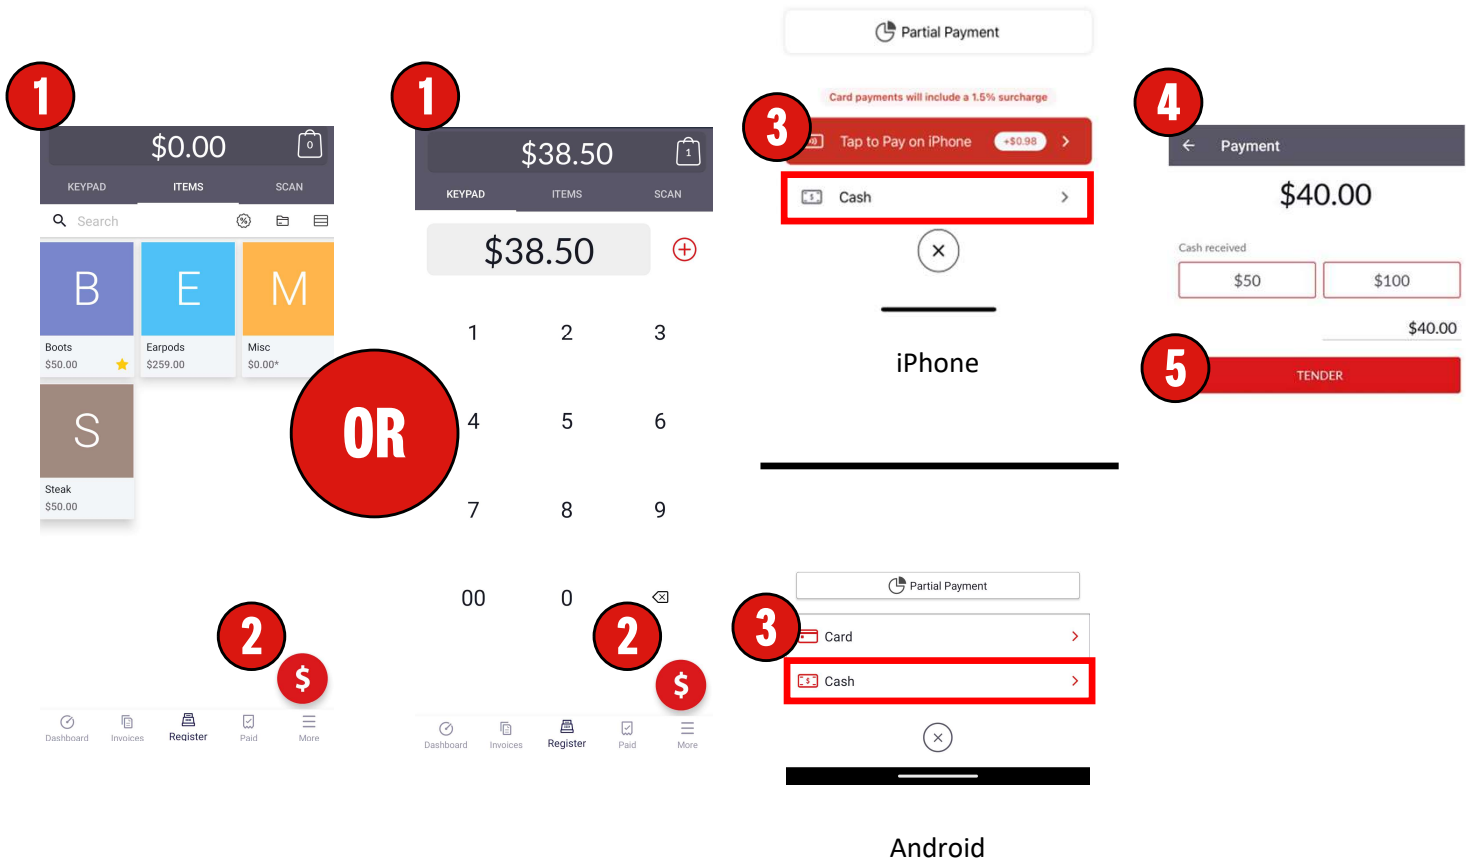 1
$0.00
0
KEYPAD ITEMS SCAN
Search
B E M
Boots
$50.00
Earpods
$259.00
Misc
$0.00*
S
Steak
$50.00
2
$
Dashboard Invoices Register Paid More
OR
1
$38.50
1
KEYPAD ITEMS SCAN
$38.50
1 2 3
4 5 6
7 8 9
00 0
2
$
Dashboard Invoices Register Paid More
Partial Payment
Card payments will include a 1.5% surcharge
3
Tap to Pay on iPhone +$0.98
Cash
iPhone
Partial Payment
3
Card
Cash
Android
4
Payment
$40.00
Cash received
$50 $100
$40.00
5
TENDER